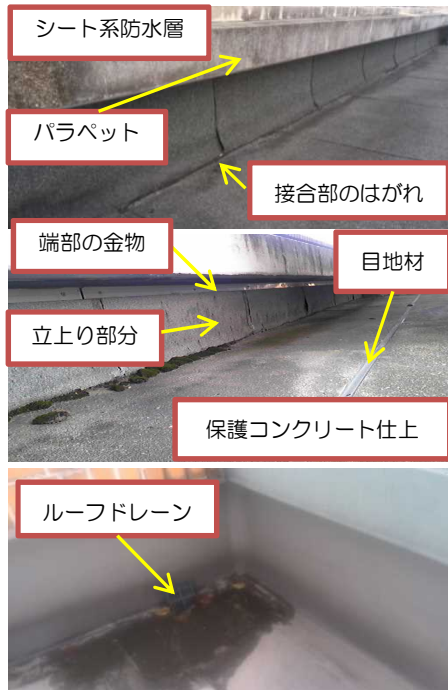 シート系防水層
パラペット
接合部のはがれ
端部の金物
目地材
立上り部分
保護コンクリート仕上
ルーフドレーン